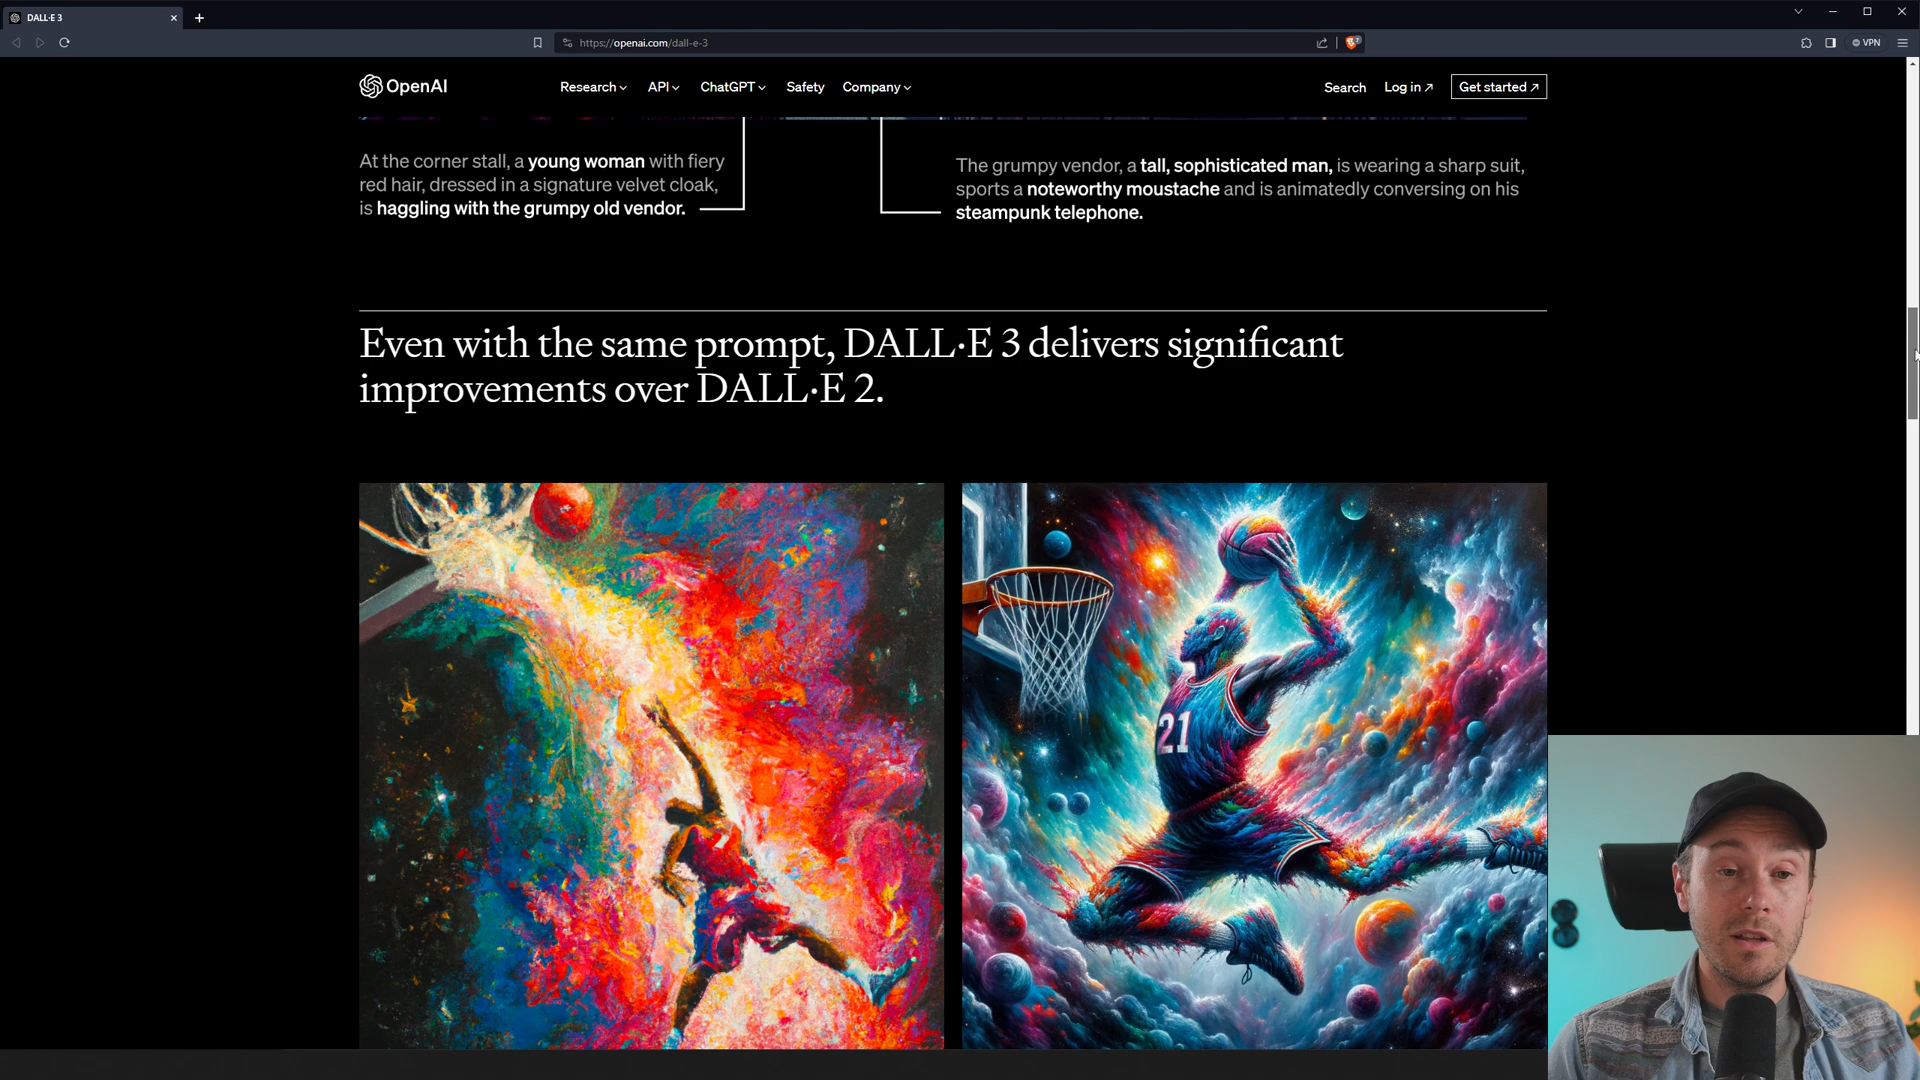 DALL·E 3
https://openai.com/dall-e-3
VPN
OpenAI
Research
API
ChatGPT
Safety
Company
Search
Log in
Get started
At the corner stall, a young woman with fiery
red hair, dressed in a signature velvet cloak,
is haggling with the grumpy old vendor.
The grumpy vendor, a tall, sophisticated man, is wearing a sharp suit,
sports a noteworthy moustache and is animatedly conversing on his
steampunk telephone.
Even with the same prompt, DALL·E 3 delivers significant
improvements over DALL·E 2.
21